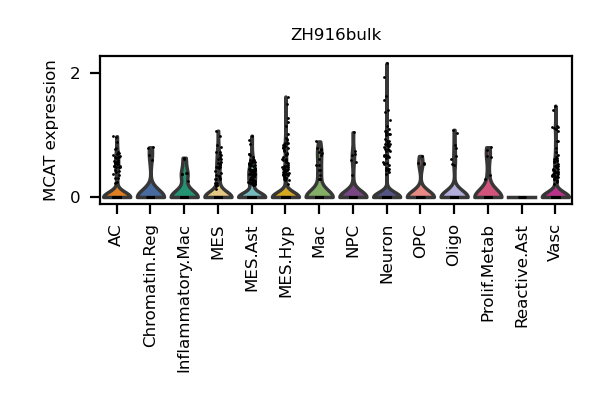 ZH916bulk
MCAT expression
2
0
AC
Chromatin.Reg
Inflammatory.Mac
MES
MES.Ast
MES.Hyp
Mac
NPC
Neuron
OPC
Oligo
Prolif.Metab
Reactive.Ast
Vasc